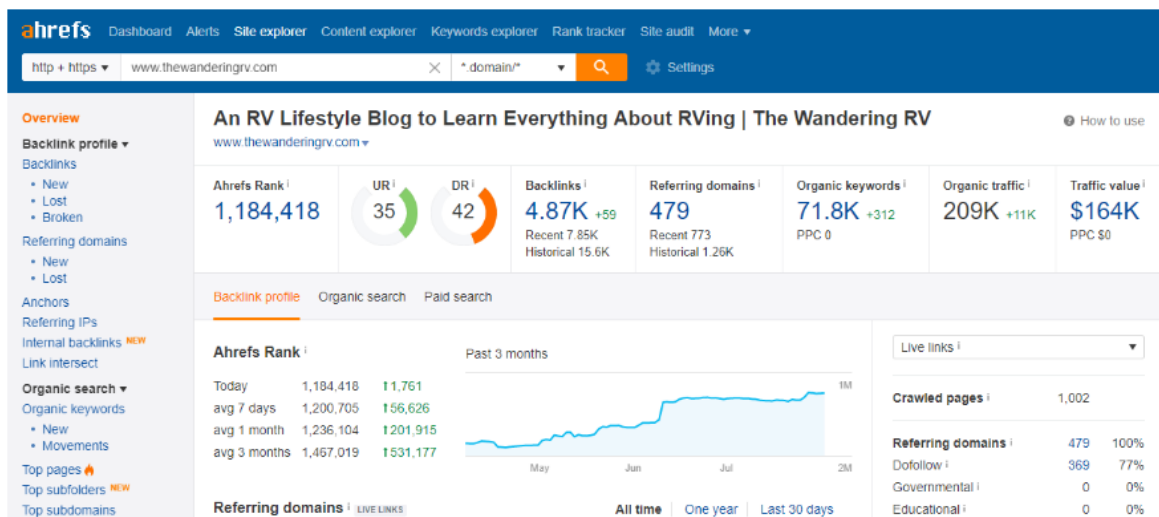 ahrefs Dashboard Alerts Site explorer Content explorer Keywords explorer Rank tracker Site audit More
http + https www.thewanderingrv.com *.domain/* Settings
Overview
Backlink profile
Backlinks
New
Lost
Broken
Referring domains
New
Lost
Anchors
Referring IPs
Internal backlinks NEW
Link intersect
Organic search
Organic keywords
New
Movements
Top pages
Top subfolders NEW
Top subdomains
An RV Lifestyle Blog to Learn Everything About RVing | The Wandering RV
How to use
www.thewanderingrv.com
Ahrefs Rank i
1,184,418
UR i
35
DR i
42
Backlinks i
4.87K +59
Recent 7.85K
Historical 15.6K
Referring domains i
479
Recent 773
Historical 1.26K
Organic keywords i
71.8K +312
PPC 0
Organic traffic i
209K +11K
Traffic value i
$164K
PPC $0
Backlink profile Organic search Paid search
Ahrefs Rank i
Today 1,184,418 1,761
avg 7 days 1,200,705 56,626
avg 1 month 1,236,104 201,915
avg 3 months 1,467,019 531,177
Past 3 months
1M
May Jun Jul 2M
Live links i
Crawled pages i 1,002
Referring domains i 479 100%
Dofollow i 369 77%
Governmental i 0 0%
Educational i 0 0%
Referring domains i LIVE LINKS
All time One year Last 30 days